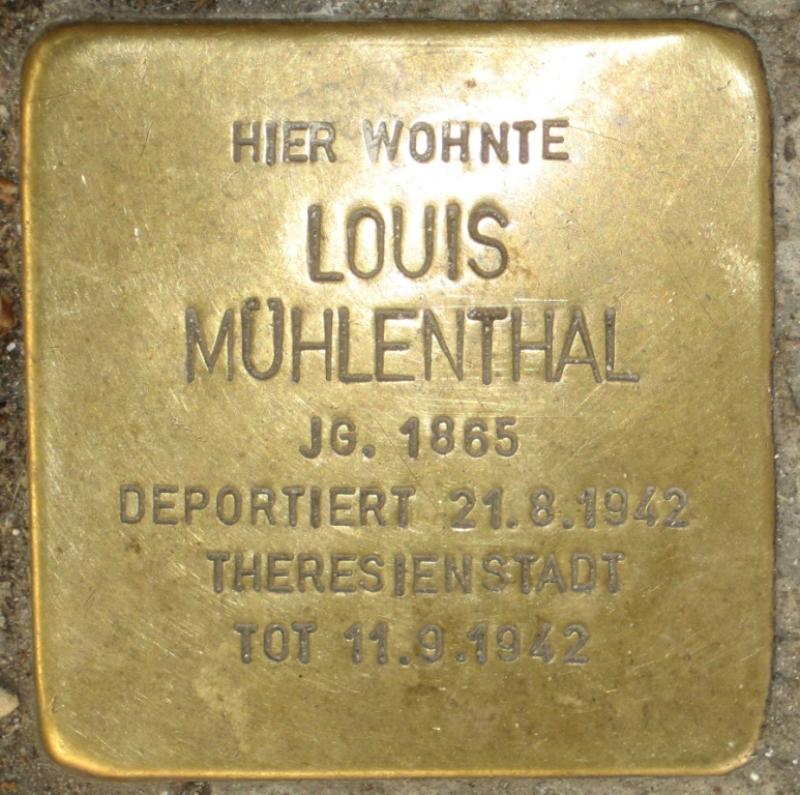 HIER WOHNTE
LOUIS
MÜHLENTHAL
JG. 1865
DEPORTIERT 21.8.1942
THERESIENSTADT
TOT 11.9.1942